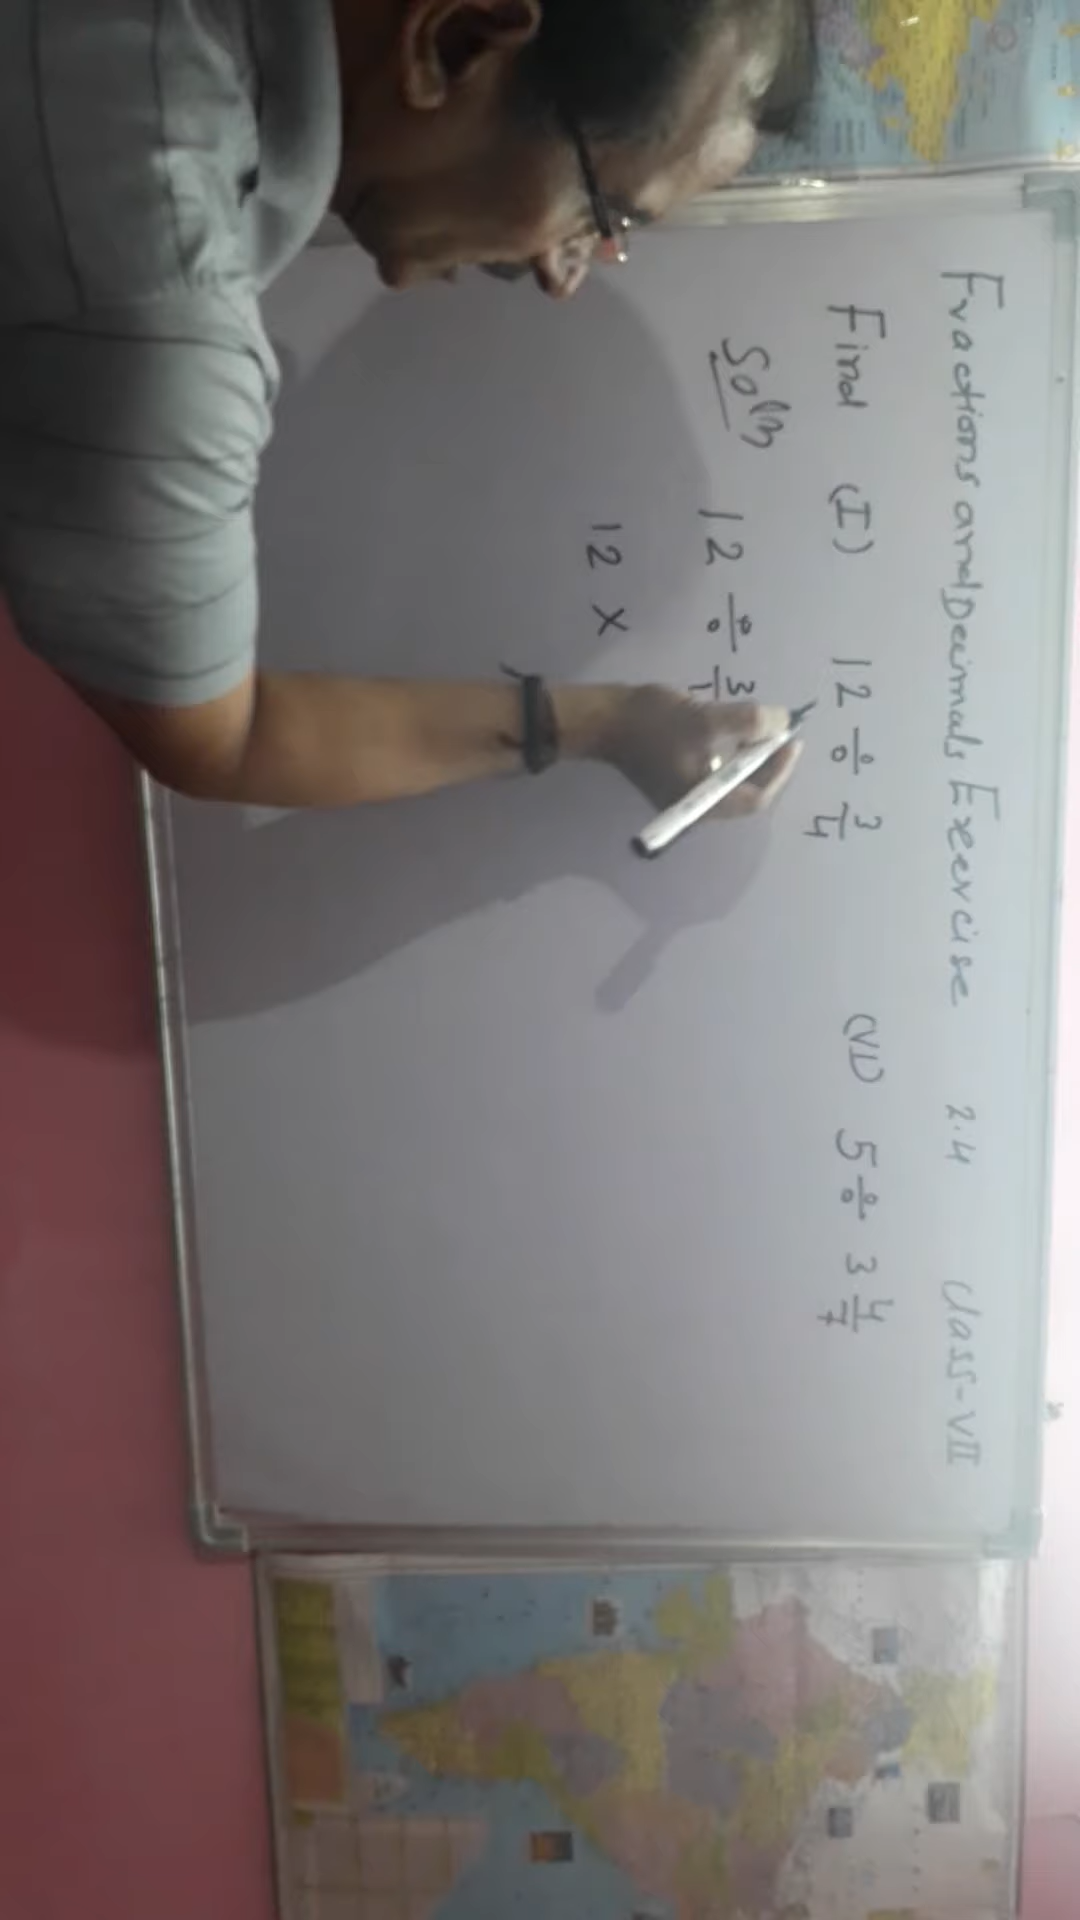 Fractions and Decimals Exercise 2.4 Class-VII
Find (I) 12 ÷ 3/4 (VI) 5 ÷ 3 4/7
Soln 12 ÷ 3
12 ×